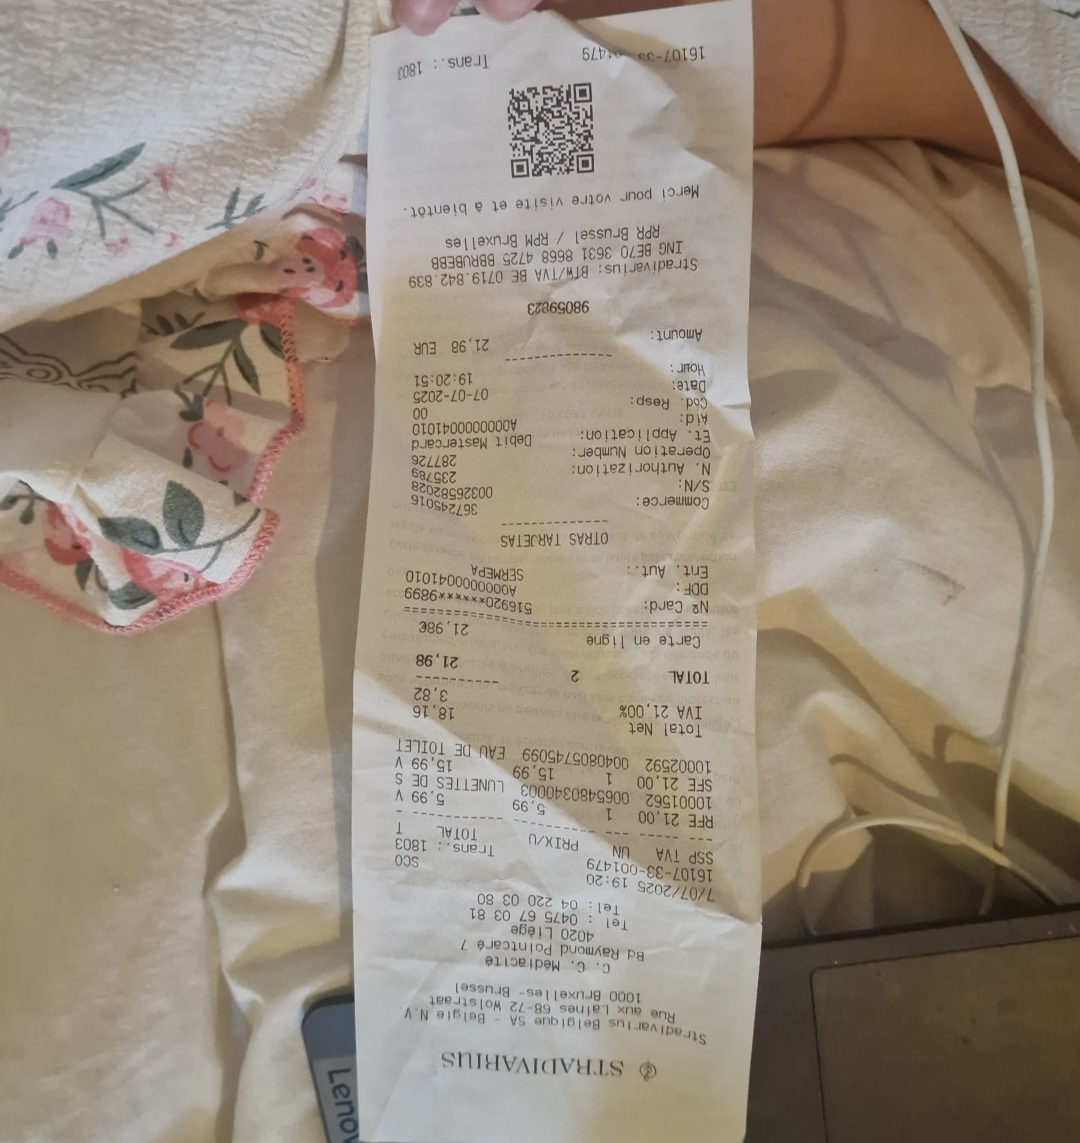 STRADIVARIUS
Stradivarius Belgique SA - Belgie N.V.
Rue aux Laines 68-72 Wolstraat
1000 Bruxelles- Brussel
C. C. Médiacité
Bd Raymond Pointcaré 7
4020 Liège
Tel : 0475 67 03 81
Tel: 04 220 03 80
7/07/2025 19:20 SCO
16107-33-001479 Trans.: 1803
SSP TVA UN PRIX/U TOTAL T
RFE 21,00 1 5,99 5,99 V
10001562 0065480340003 LUNETTES DE S
SFE 21,00 1 15,99 15,99 V
10002592 0040805745099 EAU DE TOILET
Total Net 18,16
IVA 21,00% 3,82
TOTAL 2 21,98
Carte en ligne 21,98€
Nº Card: 516920******9899
DDF: A0000000041010
Ent. Aut.: SERMEPA
OTRAS TARJETAS
Commerce: 367245016
S/N: 00326582028
N. Authorization: 235789
Operation Number: 287726
Et. Application: Debit Mastercard
Aid: A0000000041010
Cod. Resp: 00
Date: 07-07-2025
Hour: 19:20:51
Amount: 21,98 EUR
98059823
Stradivarius: BTW/TVA BE 0719.842.839
ING BE70 3631 8668 4725 BBRUBEBB
RPR Brussel / RPM Bruxelles
Merci pour votre visite et à bientôt.
Trans.: 1803
Lenov